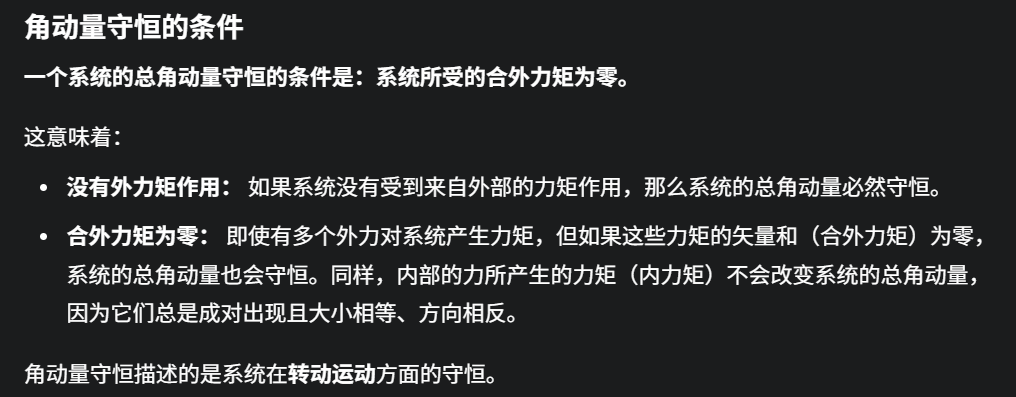 角动量守恒的条件
一个系统的总角动量守恒的条件是：系统所受的合外力矩为零。
这意味着：
• 没有外力矩作用： 如果系统没有受到来自外部的力矩作用，那么系统的总角动量必然守恒。
• 合外力矩为零： 即使有多个外力对系统产生力矩，但如果这些力矩的矢量和（合外力矩）为零，
系统的总角动量也会守恒。同样，内部的力所产生的力矩（内力矩）不会改变系统的总角动量，
因为它们总是成对出现且大小相等、方向相反。
角动量守恒描述的是系统在转动运动方面的守恒。